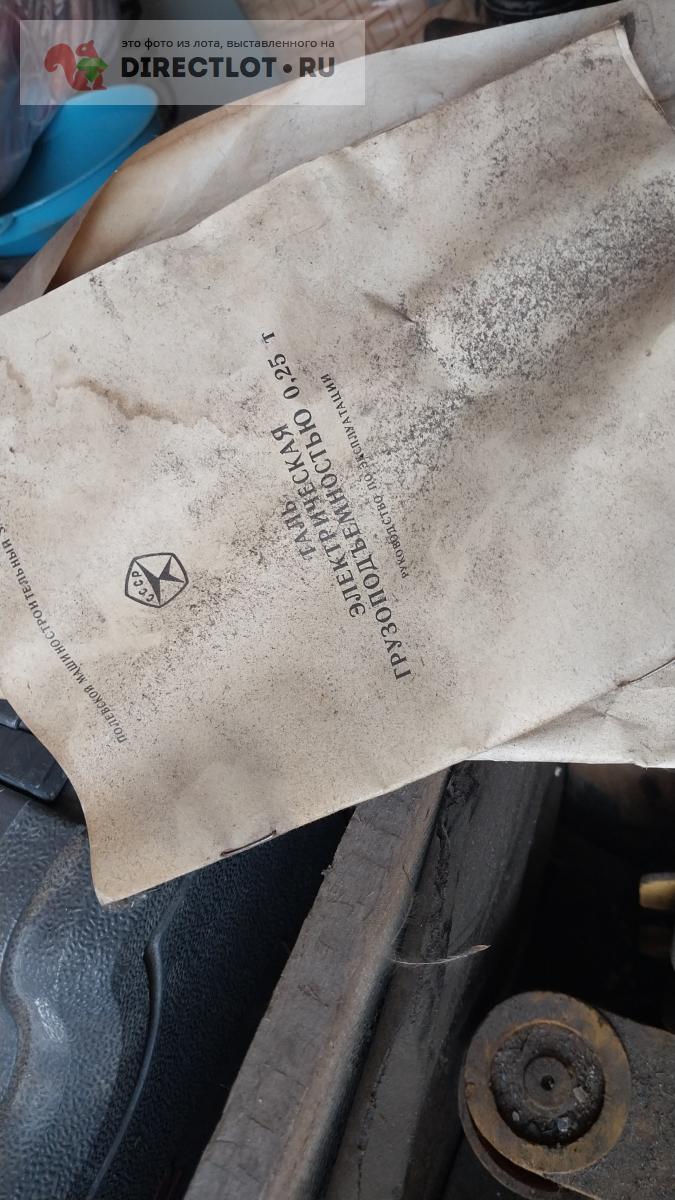 это фото из лота, выставленного на
DIRECTLOT.RU
ПОЛЕВСКОЙ МАШИНОСТРОИТЕЛЬНЫЙ
СССР
ТАЛЬ
ЭЛЕКТРИЧЕСКАЯ
ГРУЗОПОДЪЕМНОСТЬЮ 0,25 т
РУКОВОДСТВО ПО ЭКСПЛУАТАЦИИ